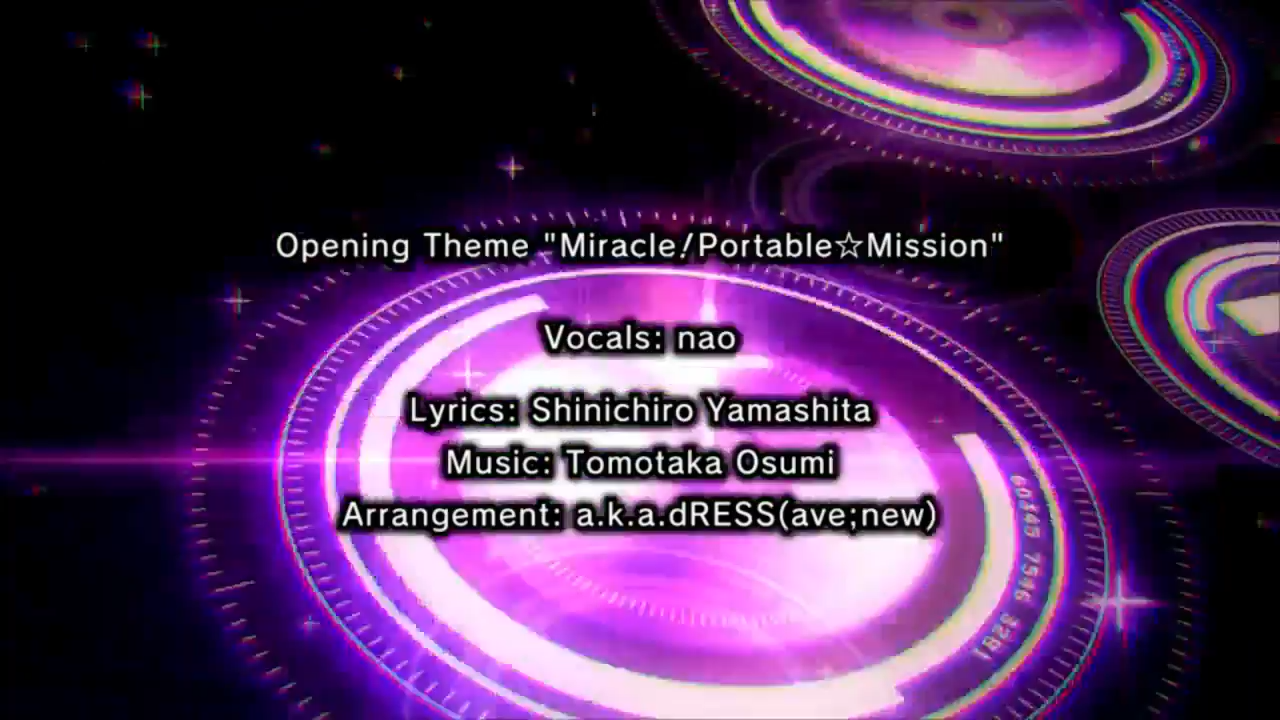 Opening Theme "Miracle!Portable☆Mission"
Vocals: nao
Lyrics: Shinichiro Yamashita
Music: Tomotaka Osumi
Arrangement: a.k.a.dRESS(ave;new)